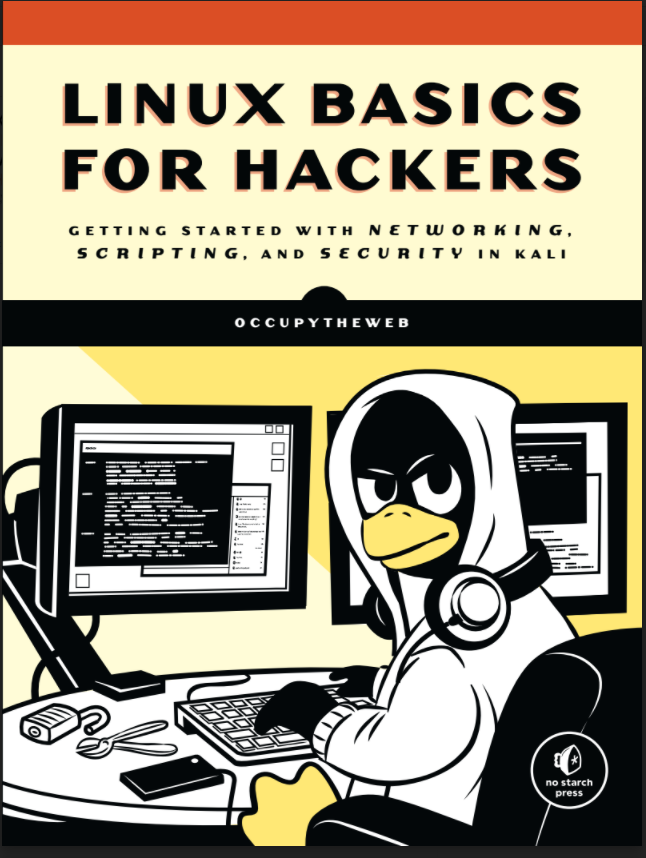 LINUX BASICS
FOR HACKERS
GETTING STARTED WITH NETWORKING,
SCRIPTING, AND SECURITY IN KALI
OCCUPYTHEWEB
no starch
press